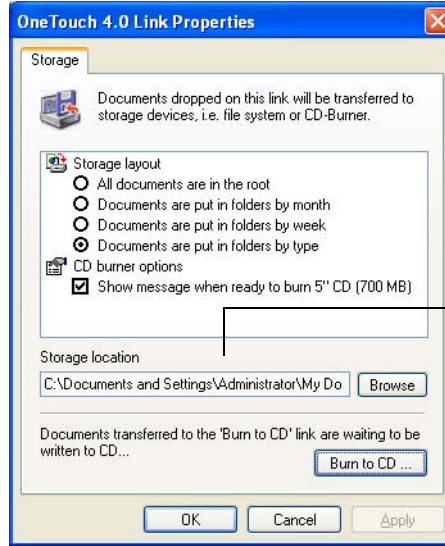 OneTouch 4.0 Link Properties
Storage
Documents dropped on this link will be transferred to
storage devices, i.e. file system or CD-Burner.
Storage layout
All documents are in the root
Documents are put in folders by month
Documents are put in folders by week
Documents are put in folders by type
CD burner options
Show message when ready to burn 5" CD (700 MB)
Storage location
C:\Documents and Settings\Administrator\My Do Browse
Documents transferred to the 'Burn to CD' link are waiting to be
written to CD...
Burn to CD ...
OK Cancel Apply